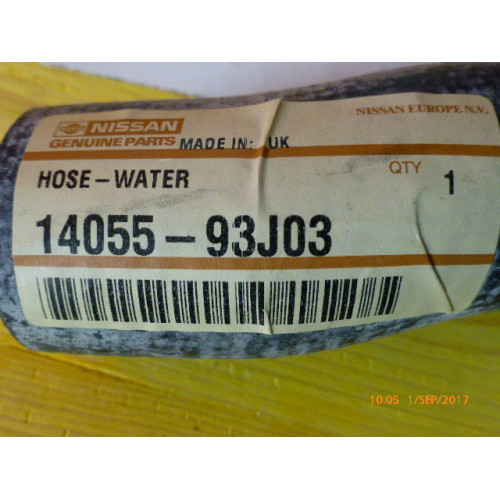 NISSAN
GENUINE PARTS MADE IN: UK
NISSAN EUROPE N.V.
HOSE-WATER
QTY 1
14055-93J03
10:05 1/SEP/2017